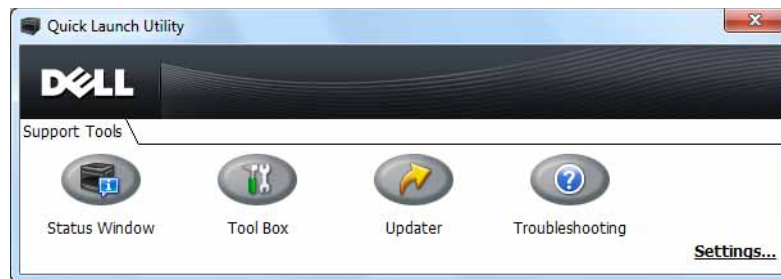 Quick Launch Utility
DELL
Support Tools
Status Window Tool Box Updater Troubleshooting
Settings...